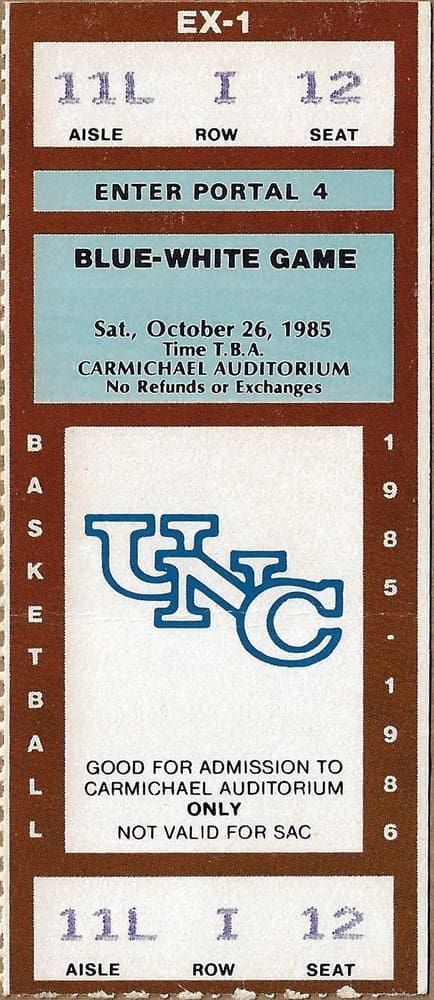 EX-1
11L I 12
AISLE ROW SEAT
ENTER PORTAL 4
BLUE-WHITE GAME
Sat., October 26, 1985
Time T.B.A.
CARMICHAEL AUDITORIUM
No Refunds or Exchanges
BASKETBALL
1985-1986
UNC
GOOD FOR ADMISSION TO
CARMICHAEL AUDITORIUM
ONLY
NOT VALID FOR SAC
11L I 12
AISLE ROW SEAT